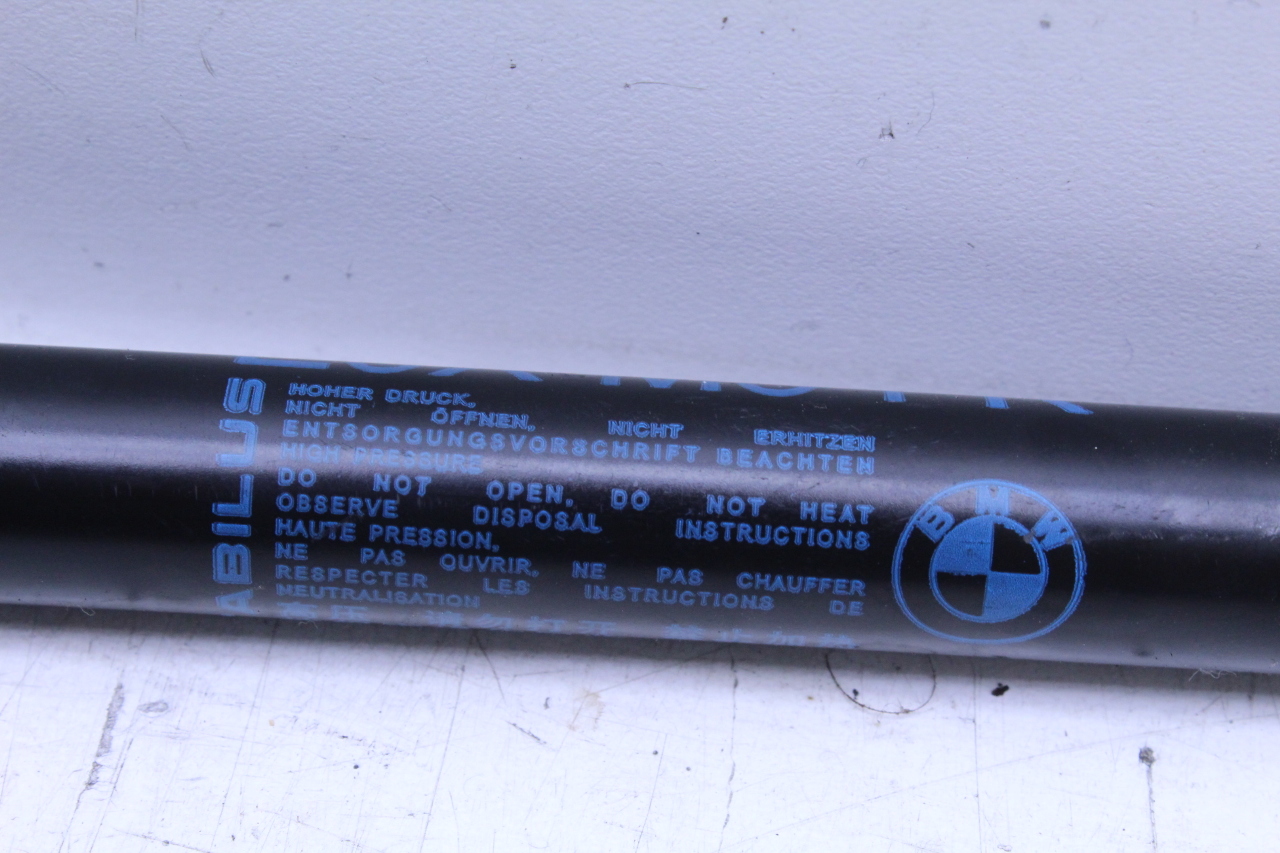 ABILUS
HOHER DRUCK,
NICHT ÖFFNEN, NICHT ERHITZEN
ENTSORGUNGSVORSCHRIFT BEACHTEN
HIGH PRESSURE
DO NOT OPEN, DO NOT HEAT
OBSERVE DISPOSAL INSTRUCTIONS
HAUTE PRESSION,
NE PAS OUVRIR, NE PAS CHAUFFER
RESPECTER LES INSTRUCTIONS DE
NEUTRALISATION
BMW